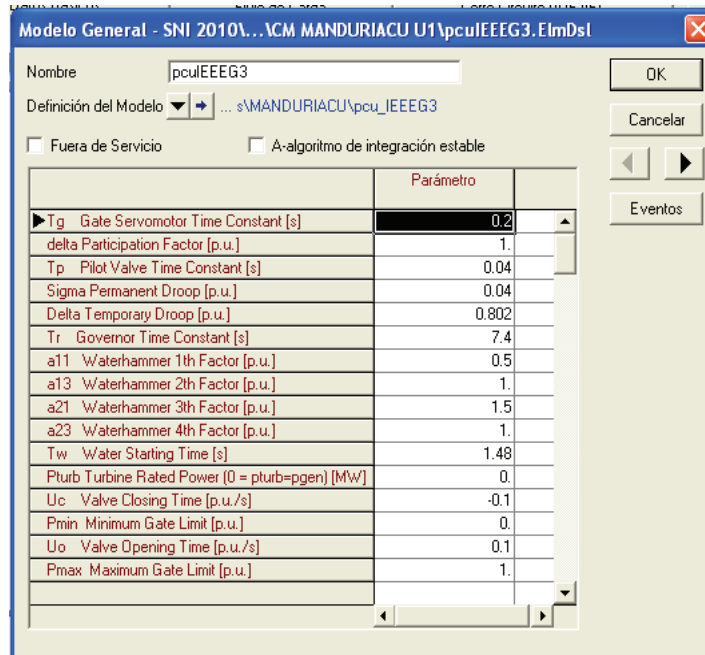 Modelo General - SNI 2010\...\CM MANDURIACU U1\pcuIEEEG3.ElmDsl
Nombre pcuIEEEG3 OK
Definición del Modelo ... s\MANDURIACU\pcu_IEEEG3 Cancelar
Fuera de Servicio A-algoritmo de integración estable
Eventos
Parámetro
Tg Gate Servomotor Time Constant [s] 0.2
delta Participation Factor [p.u.] 1.
Tp Pilot Valve Time Constant [s] 0.04
Sigma Permanent Droop [p.u.] 0.04
Delta Temporary Droop [p.u.] 0.802
Tr Governor Time Constant [s] 7.4
a11 Waterhammer 1th Factor [p.u.] 0.5
a13 Waterhammer 2th Factor [p.u.] 1.
a21 Waterhammer 3th Factor [p.u.] 1.5
a23 Waterhammer 4th Factor [p.u.] 1.
Tw Water Starting Time [s] 1.48
Pturb Turbine Rated Power (0 = pturb=pgen) [MW] 0.
Uc Valve Closing Time [p.u./s] -0.1
Pmin Minimum Gate Limit [p.u.] 0.
Uo Valve Opening Time [p.u./s] 0.1
Pmax Maximum Gate Limit [p.u.] 1.